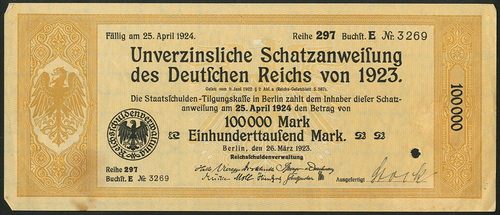 Fällig am 25. April 1924.
Reihe 297 Buchst. E № 3269
Unverzinsliche Schatzanweisung
des Deutschen Reichs von 1923.
Die Staatsschulden-Tilgungskasse in Berlin zahlt dem Inhaber dieser Schatz-
anweisung am 25. April 1924 den Betrag von
100000 Mark
Einhunderttausend Mark.
Berlin, den 26. März 1923.
Reichsschuldenverwaltung
Reichsschuldenverwaltung
Reihe 297
Buchst. E № 3269
Ausgefertigt
100000